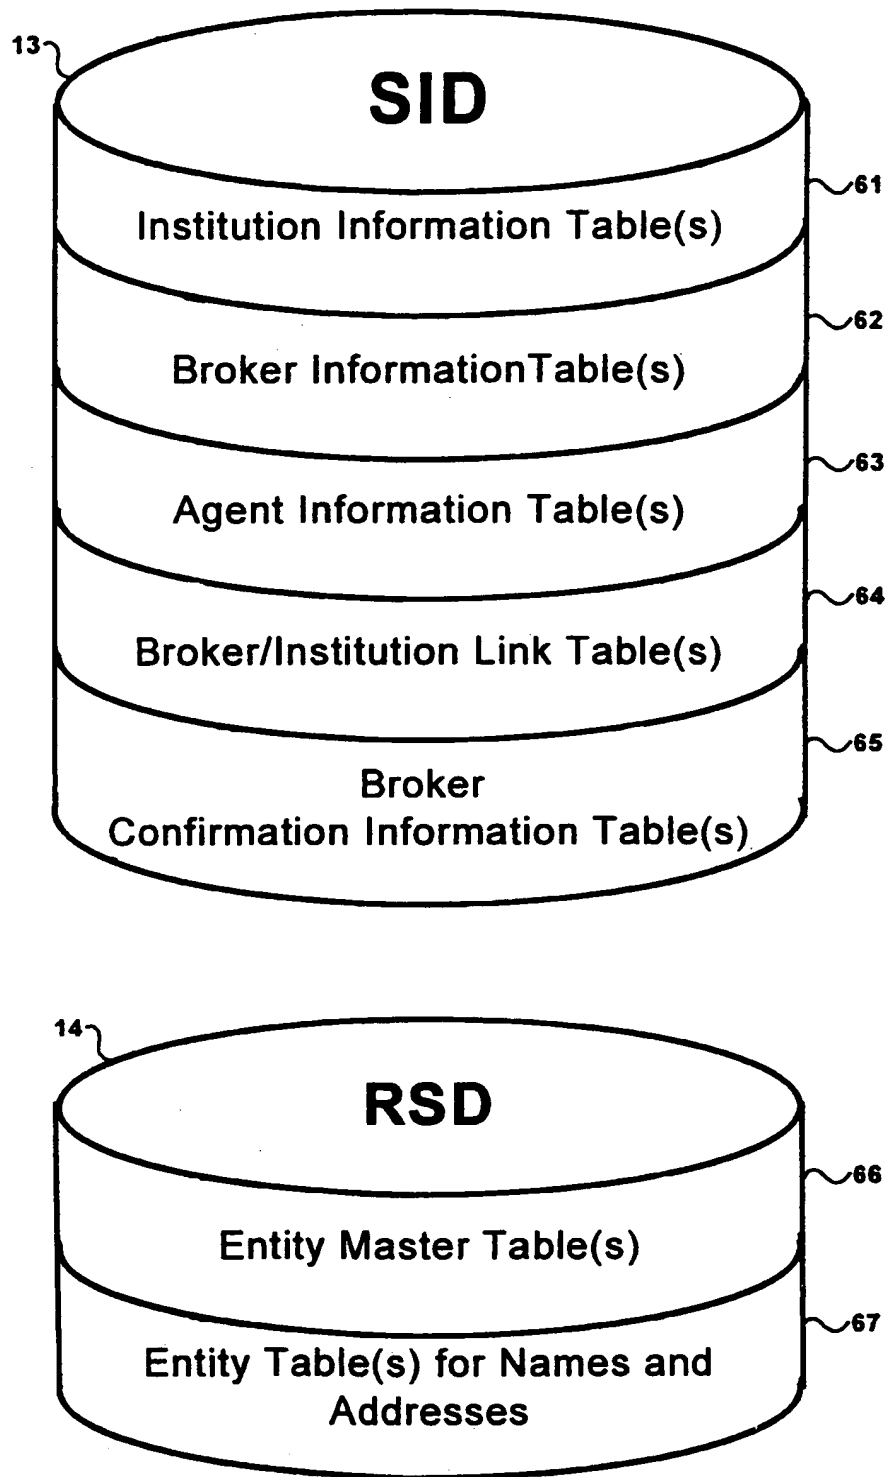 13
SID
61
Institution Information Table(s)
62
Broker InformationTable(s)
63
Agent Information Table(s)
64
Broker/Institution Link Table(s)
65
Broker
Confirmation Information Table(s)
14
RSD
66
Entity Master Table(s)
67
Entity Table(s) for Names and
Addresses